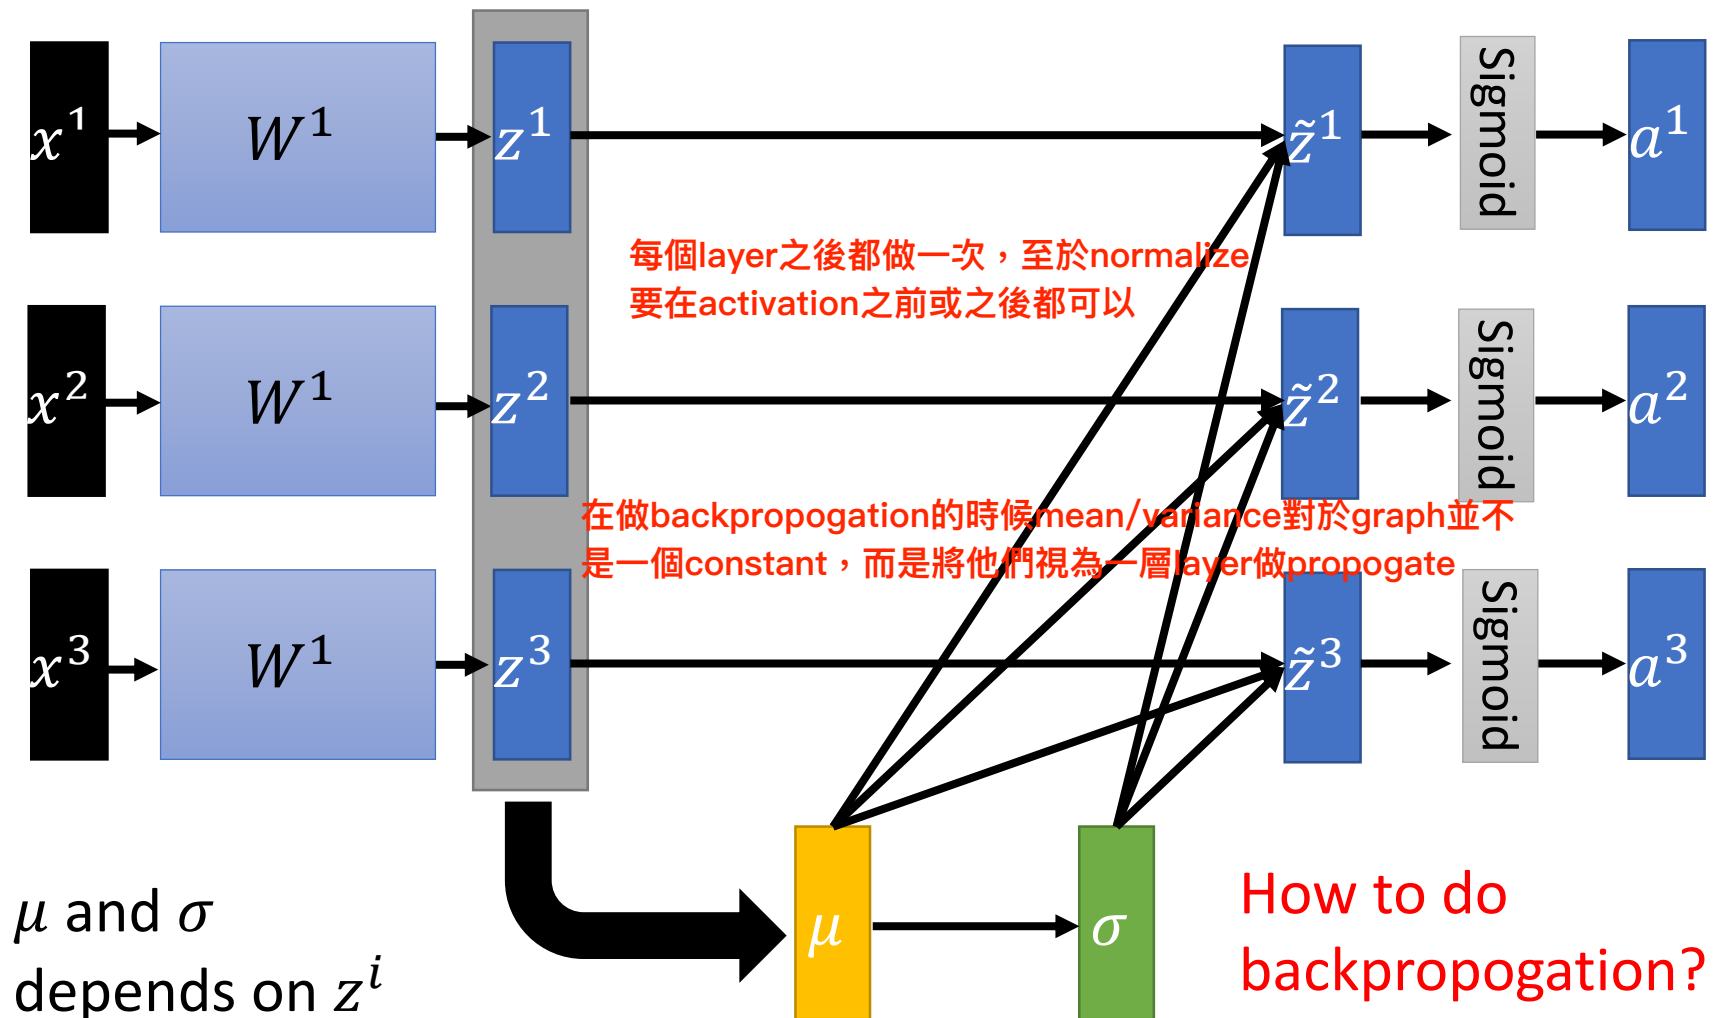 x¹ W¹ z¹ z̃¹ Sigmoid a¹
每個layer之後都做一次，至於normalize
要在activation之前或之後都可以
x² W¹ z² z̃² Sigmoid a²
在做backpropogation的時候mean/variance對於graph並不
是一個constant，而是將他們視為一層layer做propogate
x³ W¹ z³ z̃³ Sigmoid a³
μ σ
μ and σ
depends on zⁱ
How to do
backpropogation?